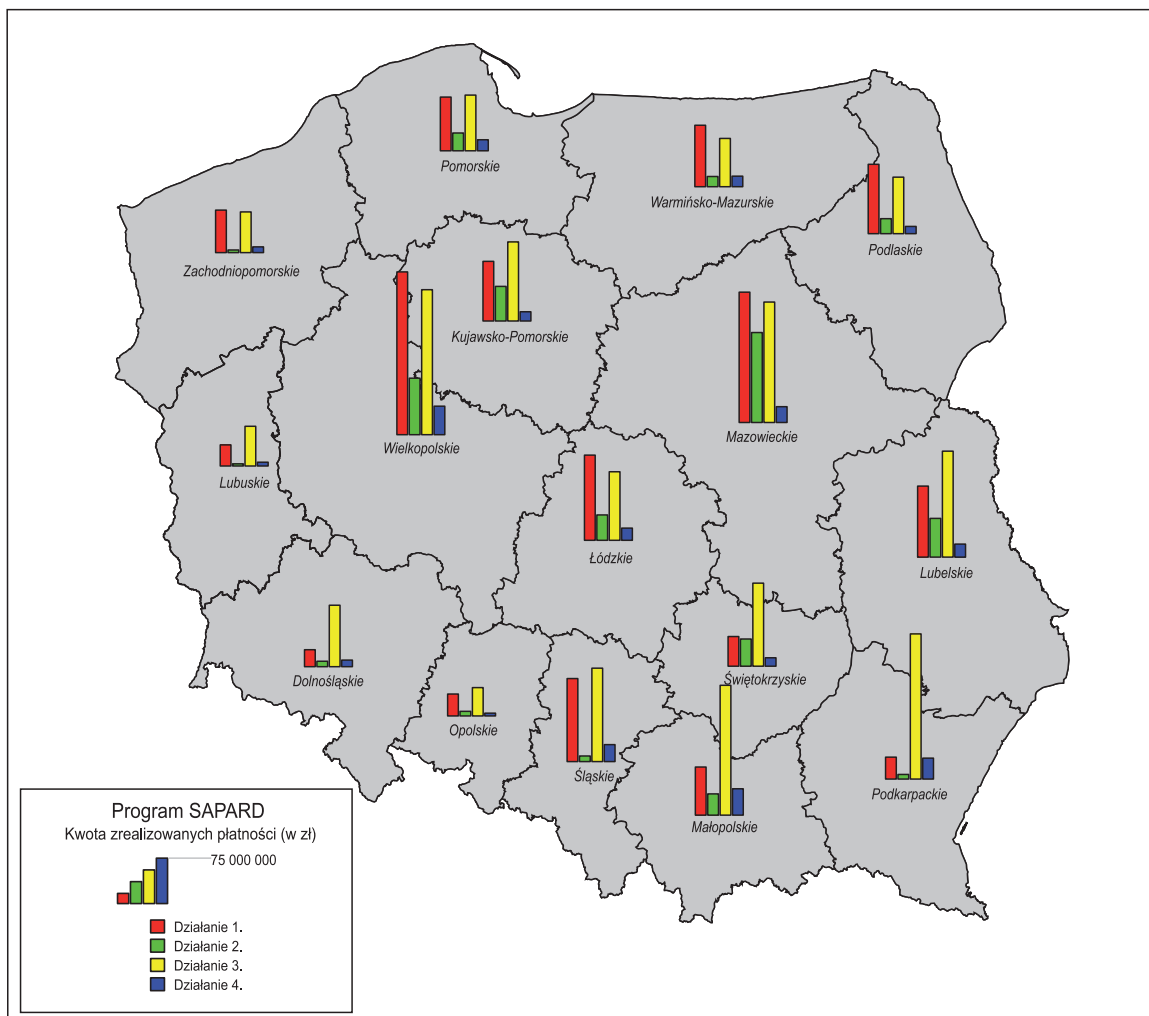 Pomorskie
Warmińsko-Mazurskie
Podlaskie
Zachodniopomorskie
Kujawsko-Pomorskie
Wielkopolskie
Mazowieckie
Lubuskie
Łódzkie
Lubelskie
Dolnośląskie
Świętokrzyskie
Opolskie
Śląskie
Podkarpackie
Małopolskie
Program SAPARD
Kwota zrealizowanych płatności (w zł)
75 000 000
Działanie 1.
Działanie 2.
Działanie 3.
Działanie 4.